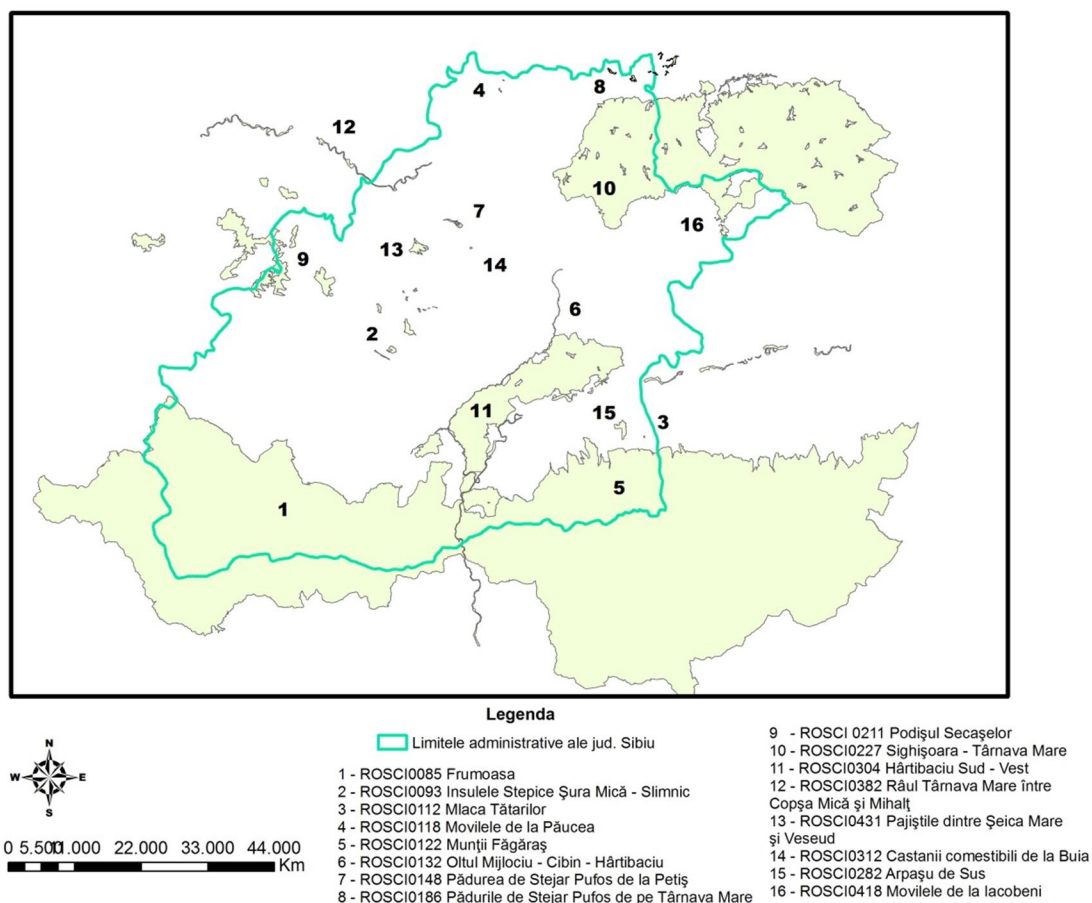 4
8
12
10
7
16
13
9
14
6
2
11
15
3
5
1
Legenda
Limitele administrative ale jud. Sibiu
1 - ROSCI0085 Frumoasa
2 - ROSCI0093 Insulele Stepice Şura Mică - Slimnic
3 - ROSCI0112 Mlaca Tătarilor
4 - ROSCI0118 Movilele de la Păucea
5 - ROSCI0122 Munţii Făgăraş
6 - ROSCI0132 Oltul Mijlociu - Cibin - Hârtibaciu
7 - ROSCI0148 Pădurea de Stejar Pufos de la Petiş
8 - ROSCI0186 Pădurile de Stejar Pufos de pe Târnava Mare
9 - ROSCI 0211 Podişul Secaşelor
10 - ROSCI0227 Sighişoara - Târnava Mare
11 - ROSCI0304 Hârtibaciu Sud - Vest
12 - ROSCI0382 Râul Târnava Mare între
Copşa Mică şi Mihalţ
13 - ROSCI0431 Pajiştile dintre Şeica Mare
şi Veseud
14 - ROSCI0312 Castanii comestibili de la Buia
15 - ROSCI0282 Arpaşu de Sus
16 - ROSCI0418 Movilele de la Iacobeni
N
W E
S
0 5.500 11.000 22.000 33.000 44.000
Km